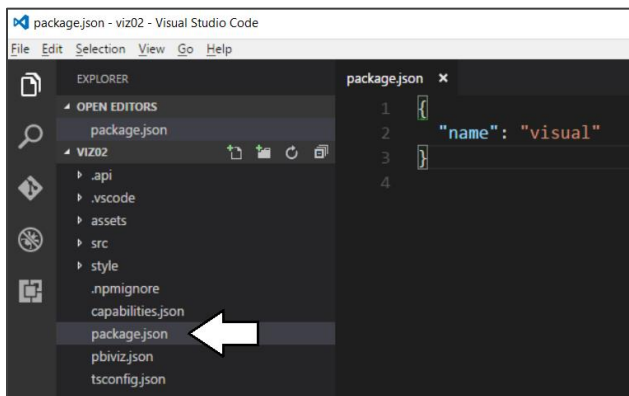 package.json - viz02 - Visual Studio Code
File Edit Selection View Go Help
EXPLORER
OPEN EDITORS
package.json
VIZ02
.api
.vscode
assets
src
style
.npmignore
capabilities.json
package.json
pbiviz.json
tsconfig.json
package.json ×
1 {
2 "name": "visual"
3 }
4